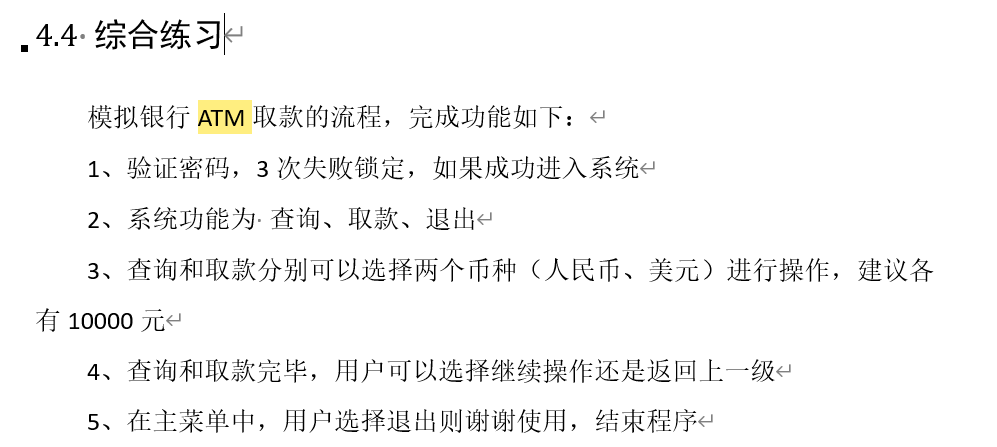 4.4 综合练习
模拟银行 ATM 取款的流程，完成功能如下：
1、验证密码，3 次失败锁定，如果成功进入系统
2、系统功能为 查询、取款、退出
3、查询和取款分别可以选择两个币种（人民币、美元）进行操作，建议各
有 10000 元
4、查询和取款完毕，用户可以选择继续操作还是返回上一级
5、在主菜单中，用户选择退出则谢谢使用，结束程序